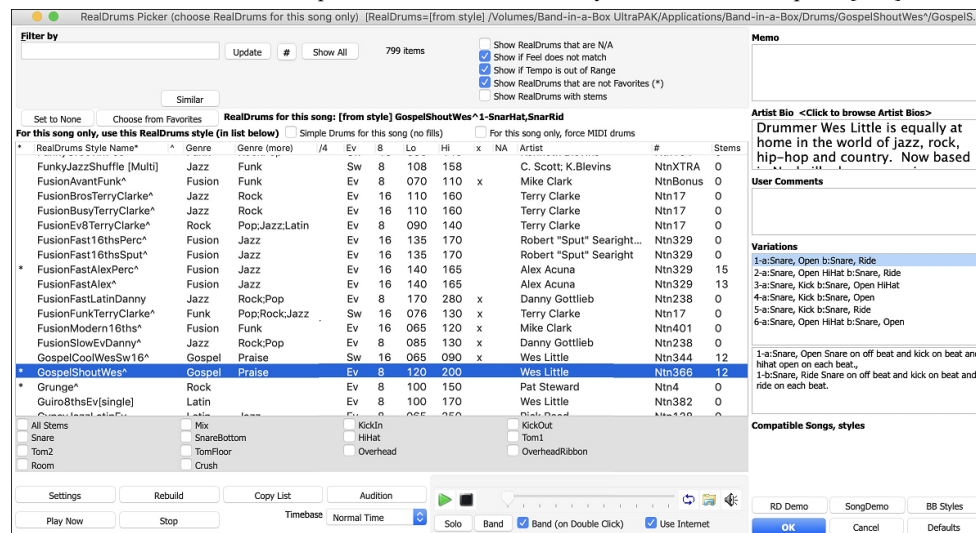 RealDrums Picker (choose RealDrums for this song only) [RealDrums=[from style] /Volumes/Band-in-a-Box UltraPAK/Applications/Band-in-a-Box/Drums/GospelShoutWes^/GospelS...
Filter by
Update # Show All 799 items
Similar
Show RealDrums that are N/A
Show if Feel does not match
Show if Tempo is out of Range
Show RealDrums that are not Favorites (*)
Show RealDrums with stems
Set to None Choose from Favorites RealDrums for this song: [from style] GospelShoutWes^1-SnarHat,SnarRid
For this song only, use this RealDrums style (in list below) Simple Drums for this song (no fills) For this song only, force MIDI drums
* RealDrums Style Name* ^ Genre Genre (more) /4 Ev 8 Lo Hi x NA Artist # Stems
FunkyJazzShuffle [Multi] Jazz Funk Sw 8 108 158 C. Scott; K.Blevins NtnXTRA 0
FusionAvantFunk^ Fusion Funk Ev 8 070 110 x Mike Clark NtnBonus 0
FusionBrosTerryClarke^ Jazz Rock Ev 16 110 160 Terry Clarke Ntn17 0
FusionBusyTerryClarke^ Jazz Rock Ev 16 110 160 Terry Clarke Ntn17 0
FusionEv8TerryClarke^ Rock Pop;Jazz;Latin Ev 8 090 140 Terry Clarke Ntn17 0
FusionFast16thsPerc^ Fusion Jazz Ev 16 135 170 Robert "Sput" Searight... Ntn329 0
FusionFast16thsSput^ Fusion Jazz Ev 16 135 170 Robert "Sput" Searight Ntn329 0
* FusionFastAlexPerc^ Fusion Jazz Ev 16 140 165 Alex Acuna Ntn329 15
FusionFastAlex^ Fusion Jazz Ev 16 140 165 Alex Acuna Ntn329 13
FusionFastLatinDanny Jazz Rock;Pop Ev 8 170 280 x Danny Gottlieb Ntn238 0
FusionFunkTerryClarke^ Funk Pop;Rock;Jazz Sw 16 076 130 x Terry Clarke Ntn17 0
FusionModern16ths^ Fusion Funk Ev 16 065 120 x Mike Clark Ntn401 0
FusionSlowEvDanny^ Jazz Rock;Pop Ev 8 085 130 x Danny Gottlieb Ntn238 0
GospelCoolWesSw16^ Gospel Praise Sw 16 065 090 x Wes Little Ntn344 12
* GospelShoutWes^ Gospel Praise Ev 8 120 200 Wes Little Ntn366 12
* Grunge^ Rock Ev 8 100 150 Pat Steward Ntn4 0
Guiro8thsEv[single] Latin Ev 8 100 170 Wes Little Ntn382 0
All Stems Mix KickIn KickOut
Snare SnareBottom HiHat Tom1
Tom2 TomFloor Overhead OverheadRibbon
Room Crush
Settings Rebuild Copy List Audition
Play Now Stop Timebase Normal Time
Solo Band Band (on Double Click) Use Internet
Memo
Artist Bio <Click to browse Artist Bios>
Drummer Wes Little is equally at
home in the world of jazz, rock,
hip-hop and country. Now based
User Comments
Variations
1-a:Snare, Open b:Snare, Ride
2-a:Snare, Open HiHat b:Snare, Ride
3-a:Snare, Kick b:Snare, Open HiHat
4-a:Snare, Kick b:Snare, Open
5-a:Snare, Kick b:Snare, Ride
6-a:Snare, Open HiHat b:Snare, Open
1-a:Snare, Open Snare on off beat and kick on beat and
hihat open on each beat.,
1-b:Snare, Ride Snare on off beat and kick on beat and
ride on each beat.
Compatible Songs, styles
RD Demo SongDemo BB Styles
OK Cancel Defaults